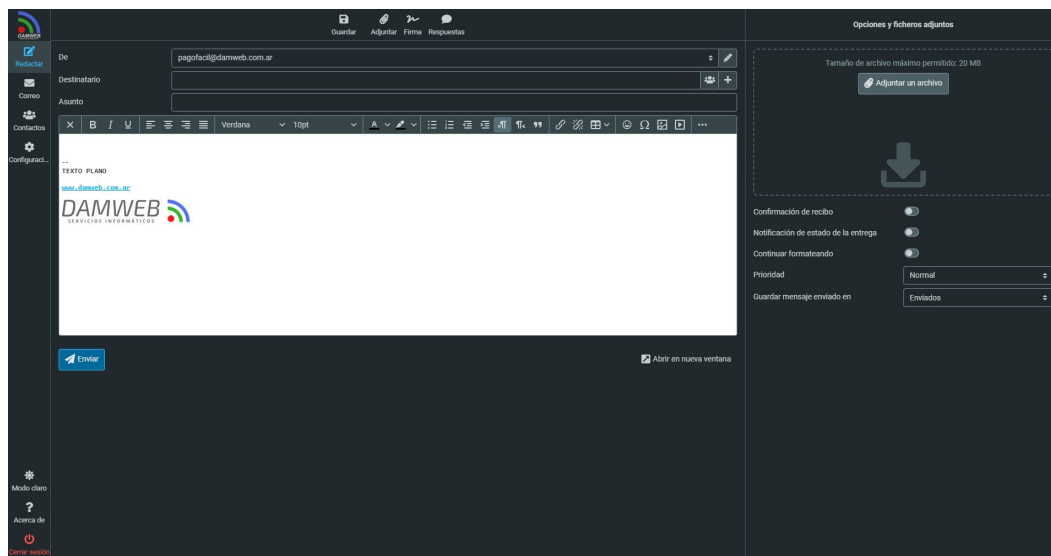 DAMWEB
Redactar
Correo
Contactos
Configuraci...
Modo claro
Acerca de
Cerrar sesión
Guardar
Adjuntar
Firma
Respuestas
De
pagofacil@damweb.com.ar
Destinatario
Asunto
B I U Verdana 10pt A Ω
--
TEXTO PLANO
www.damweb.com.ar
DAMWEB
SERVICIOS INFORMÁTICOS
Enviar
Abrir en nueva ventana
Opciones y ficheros adjuntos
Tamaño de archivo máximo permitido: 20 MB
Adjuntar un archivo
Confirmación de recibo
Notificación de estado de la entrega
Continuar formateando
Prioridad
Normal
Guardar mensaje enviado en
Enviados